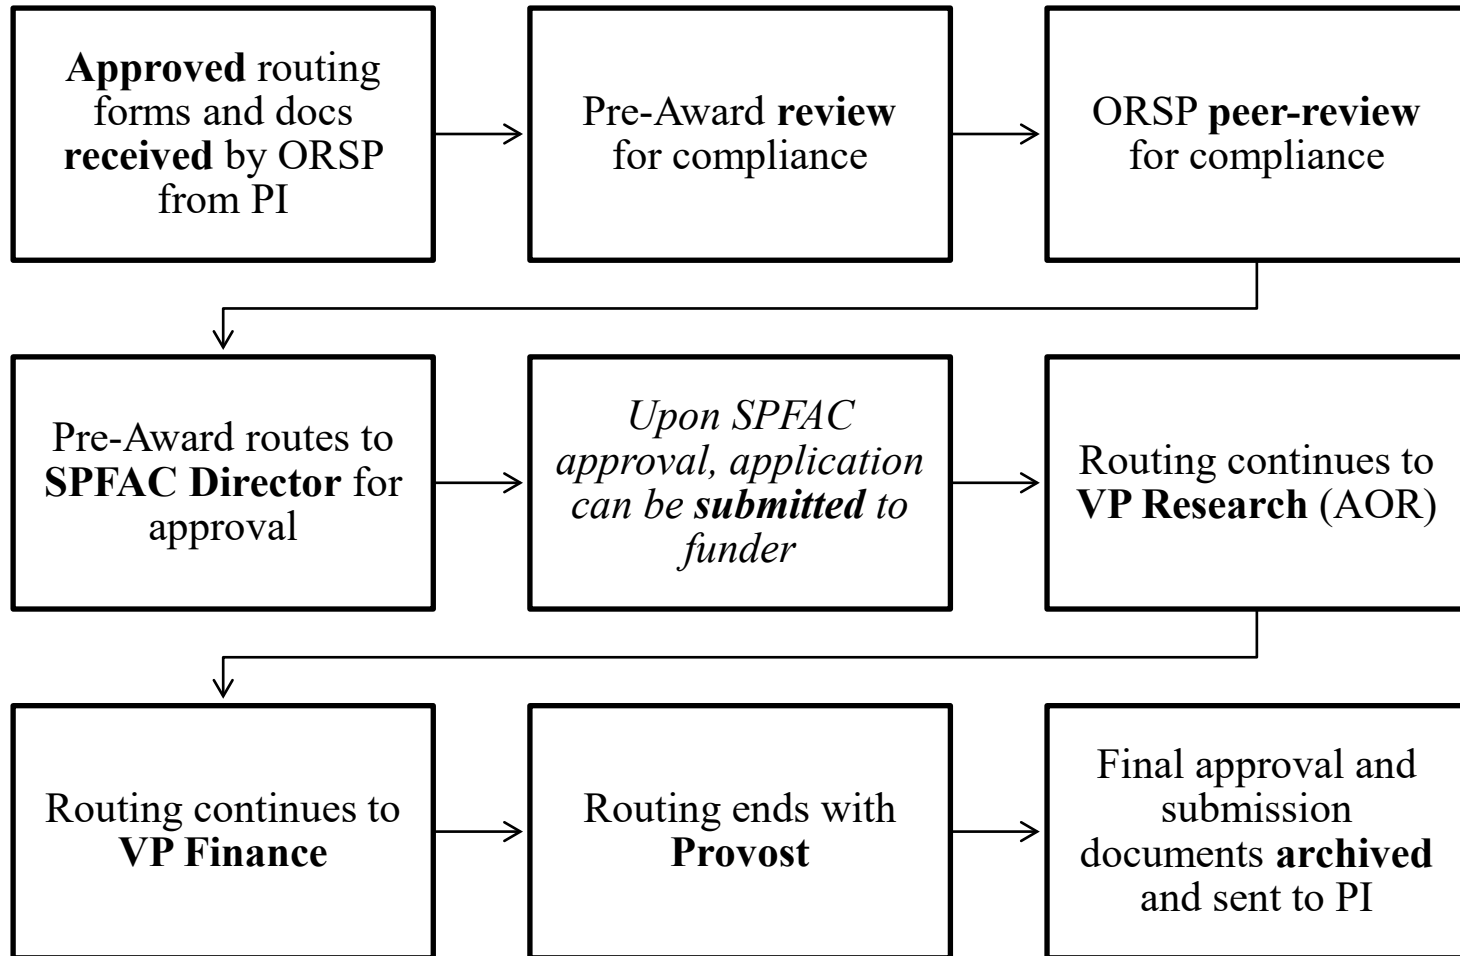 Approved routing
forms and docs
received by ORSP
from PI
Pre-Award review
for compliance
ORSP peer-review
for compliance
Pre-Award routes to
SPFAC Director for
approval
Upon SPFAC
approval, application
can be submitted to
funder
Routing continues to
VP Research (AOR)
Routing continues to
VP Finance
Routing ends with
Provost
Final approval and
submission
documents archived
and sent to PI